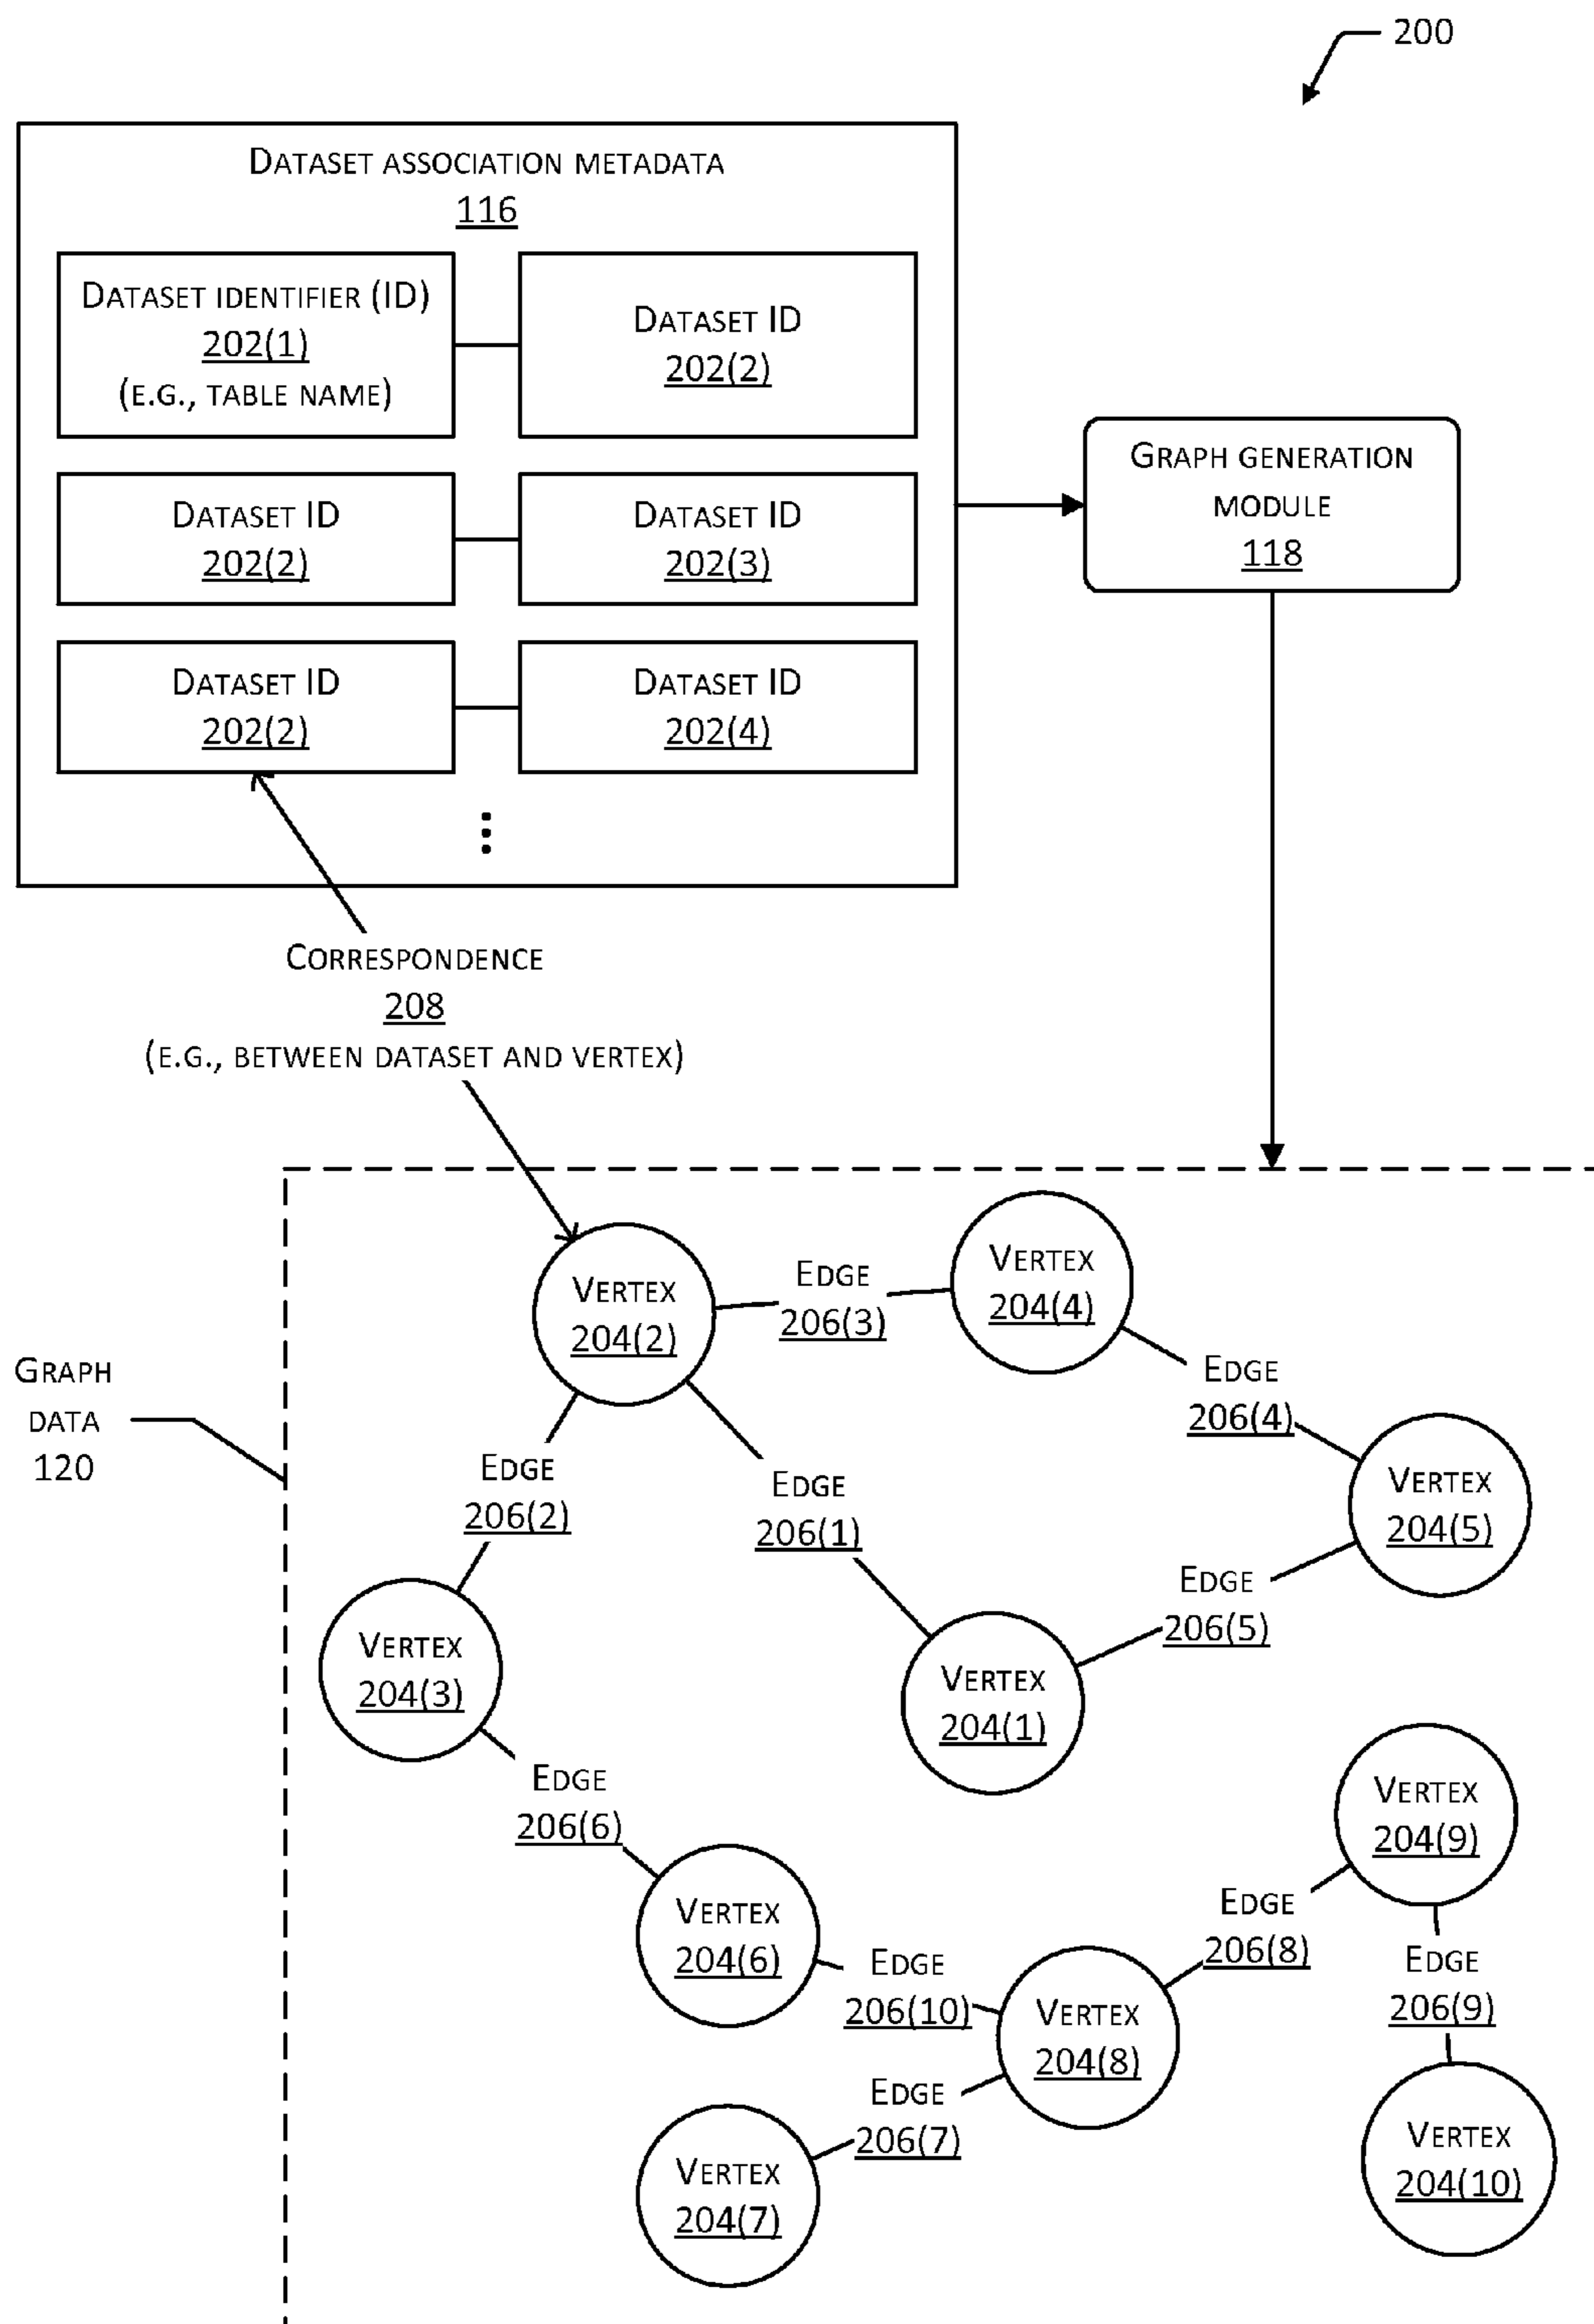 200
DATASET ASSOCIATION METADATA
116
DATASET IDENTIFIER (ID)
202(1)
(E.G., TABLE NAME)
DATASET ID
202(2)
DATASET ID
202(2)
DATASET ID
202(3)
DATASET ID
202(2)
DATASET ID
202(4)
GRAPH GENERATION
MODULE
118
CORRESPONDENCE
208
(E.G., BETWEEN DATASET AND VERTEX)
GRAPH
DATA
120
VERTEX
204(2)
EDGE
206(3)
VERTEX
204(4)
EDGE
206(4)
VERTEX
204(5)
EDGE
206(2)
EDGE
206(1)
EDGE
206(5)
VERTEX
204(3)
VERTEX
204(1)
EDGE
206(6)
VERTEX
204(9)
VERTEX
204(6)
EDGE
206(10)
VERTEX
204(8)
EDGE
206(8)
EDGE
206(9)
EDGE
206(7)
VERTEX
204(7)
VERTEX
204(10)